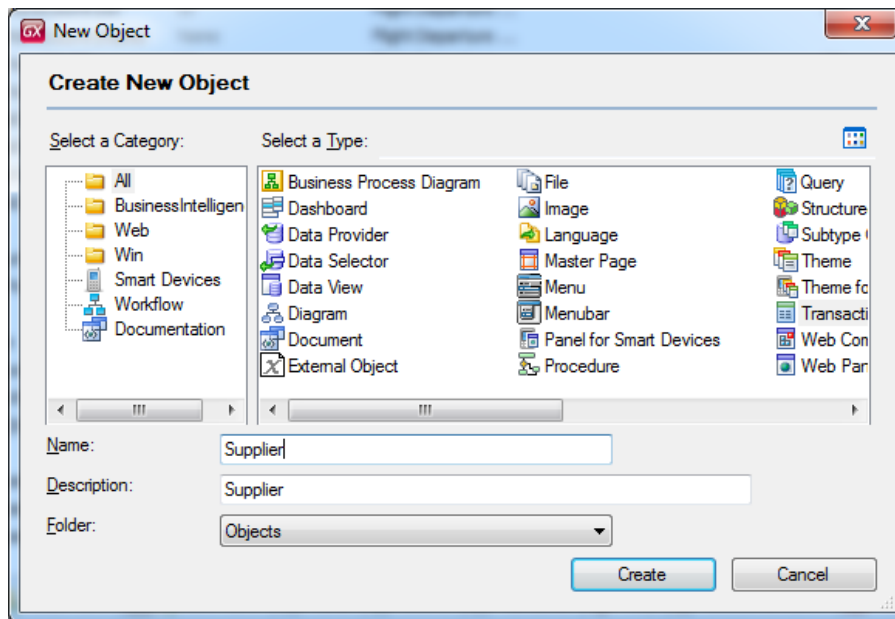 GX New Object
Create New Object
Select a Category:
Select a Type:
All
BusinessIntelligen
Web
Win
Smart Devices
Workflow
Documentation
Business Process Diagram
Dashboard
Data Provider
Data Selector
Data View
Diagram
Document
External Object
File
Image
Language
Master Page
Menu
Menubar
Panel for Smart Devices
Procedure
Query
Structure
Subtype
Theme
Theme fo
Transacti
Web Com
Web Pan
Name:
Supplier
Description:
Supplier
Folder:
Objects
Create
Cancel